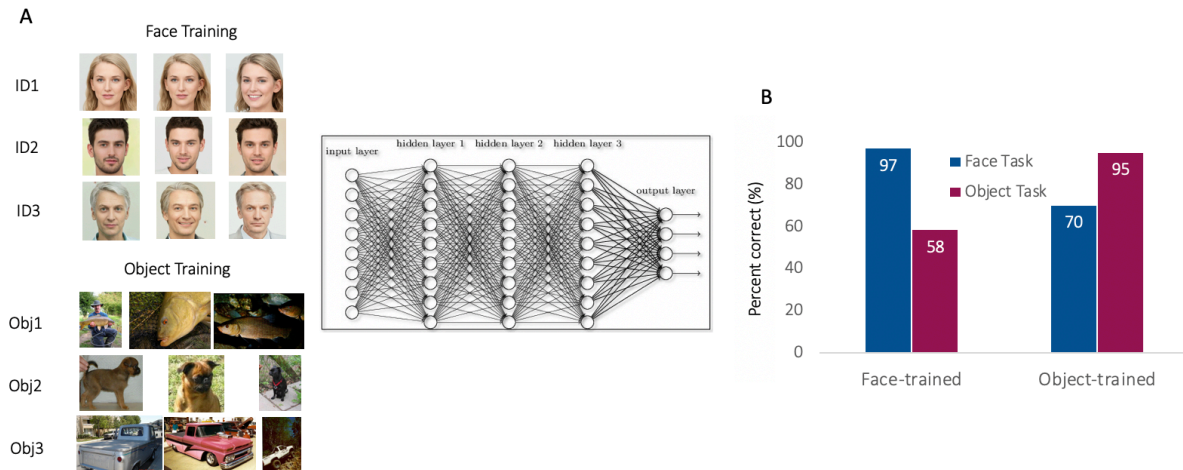 A
Face Training
ID1
ID2
ID3
Object Training
Obj1
Obj2
Obj3
input layer
hidden layer 1
hidden layer 2
hidden layer 3
output layer
B
Percent correct (%)
100
80
60
40
20
0
Face Task
Object Task
97
58
70
95
Face-trained
Object-trained